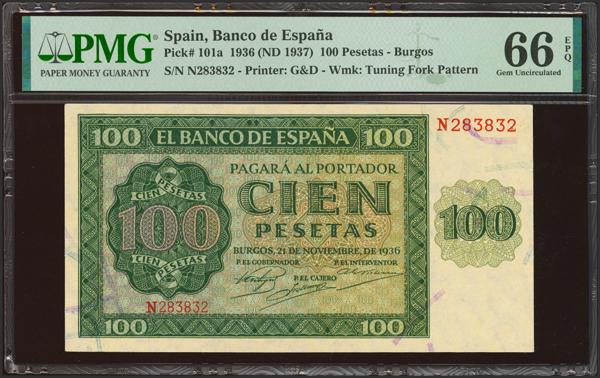 PMG
PAPER MONEY GUARANTY
Spain, Banco de España
Pick# 101a 1936 (ND 1937) 100 Pesetas - Burgos
S/N N283832 - Printer: G&D - Wmk: Tuning Fork Pattern
66 EPQ
Gem Uncirculated
100 100
EL BANCO DE ESPAÑA
N283832
PAGARÁ AL PORTADOR
CIEN PESETAS
100
CIEN PESETAS
CIEN
PESETAS
100
BURGOS, 21 DE NOVIEMBRE, DE 1936
P. EL GOBERNADOR P. EL INTERVENTOR
P. EL CAJERO
N283832
100 100